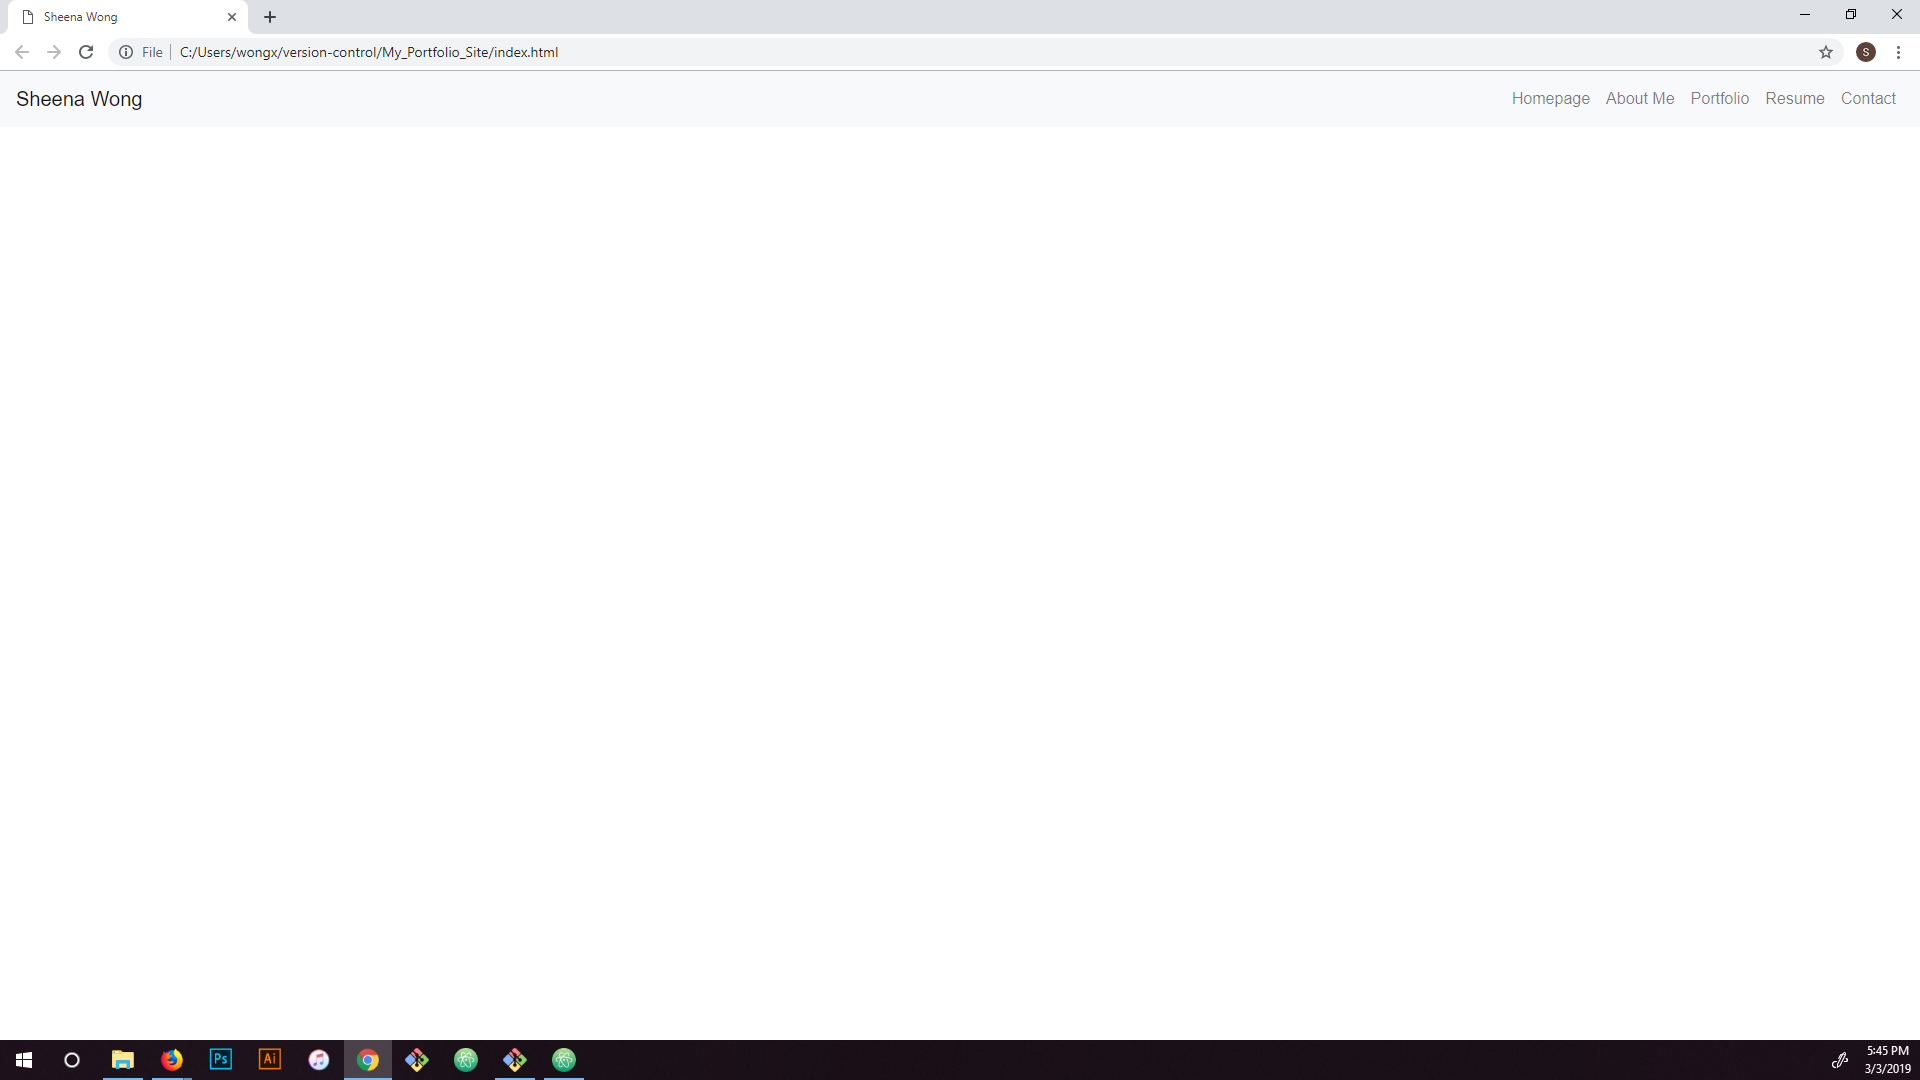 Sheena Wong
File
C:/Users/wongx/version-control/My_Portfolio_Site/index.html
S
Sheena Wong
Homepage About Me Portfolio Resume Contact
Ps
Ai
5:45 PM
3/3/2019